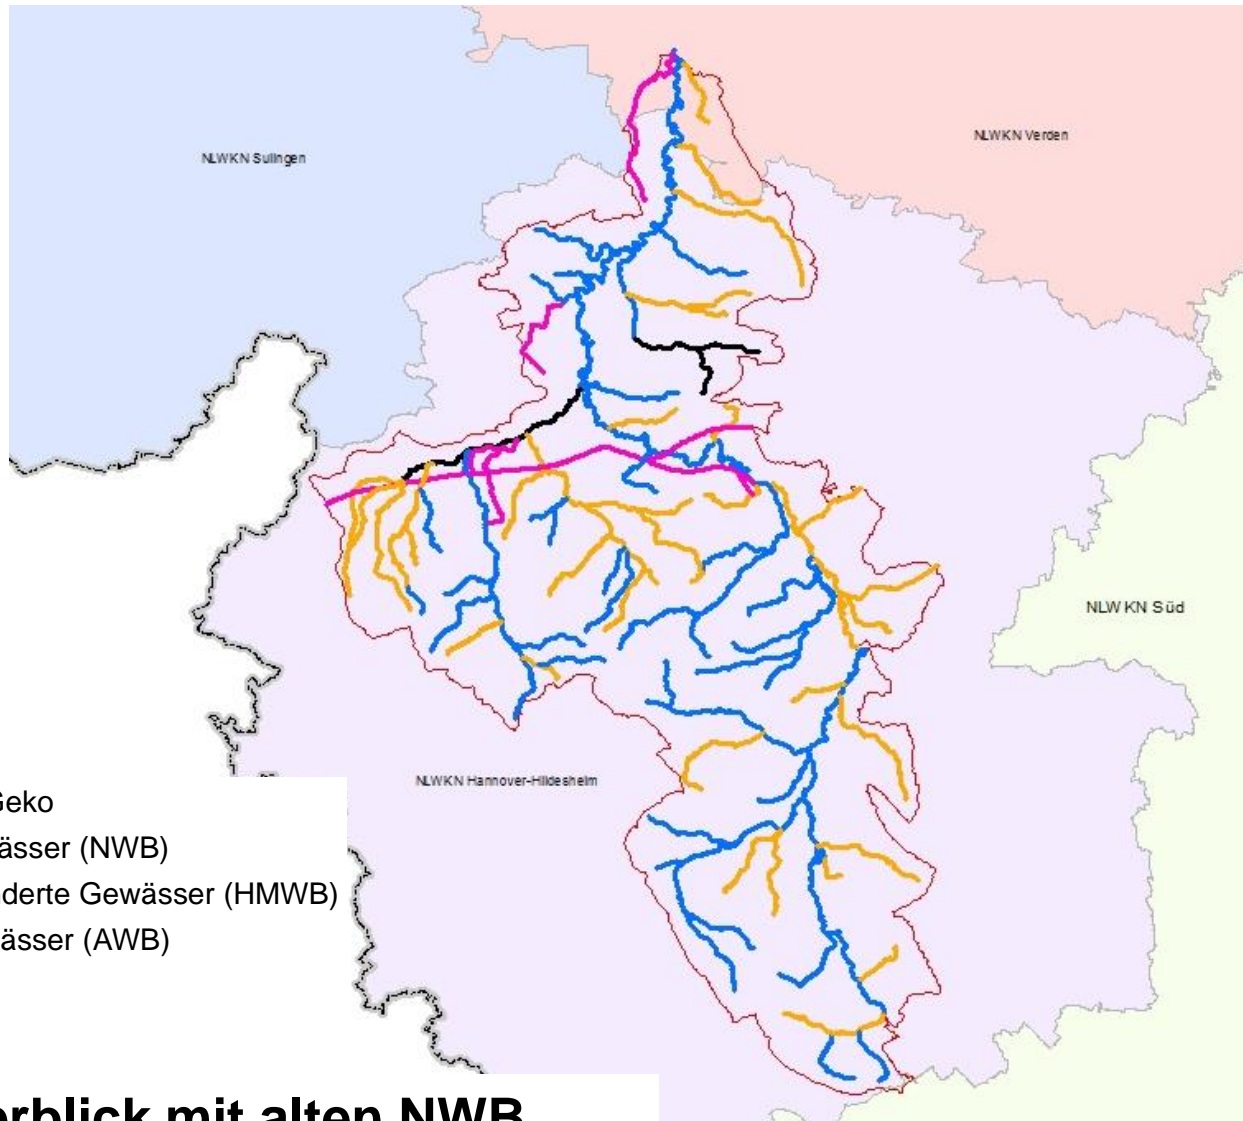 NLWKN Verden
NLWKN Sulingen
NLWKN Süd
NLWKN Hannover-Hildesheim
Geko
ässer (NWB)
derte Gewässer (HMWB)
ässer (AWB)
rblick mit alten NWB